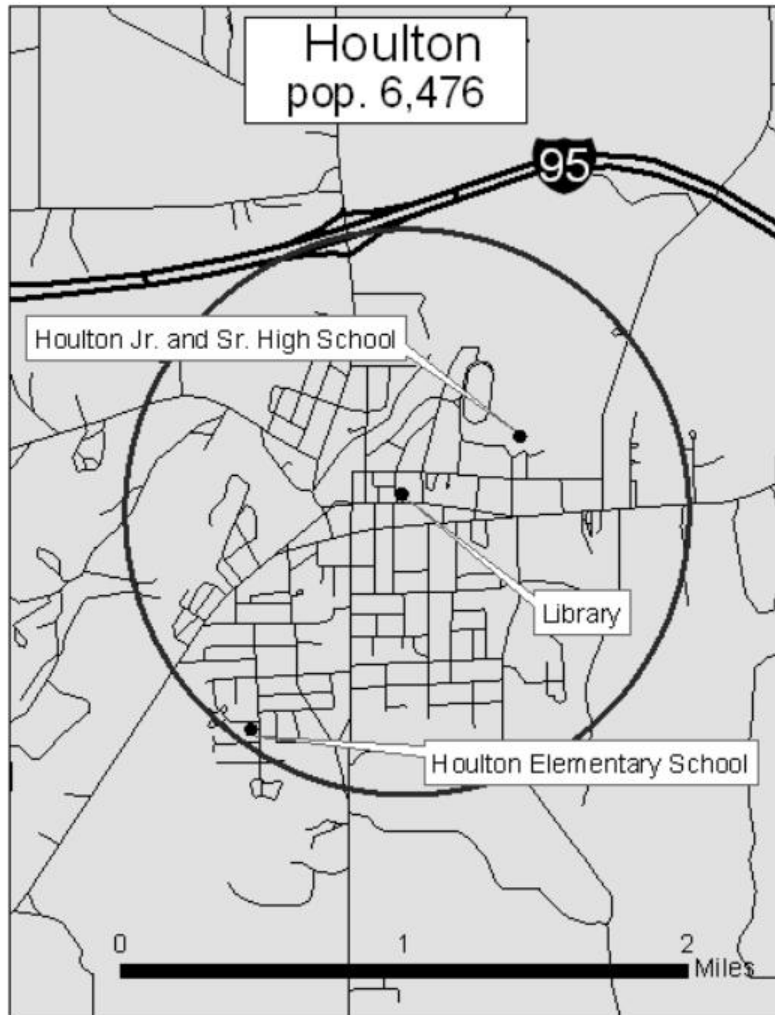 Houlton
pop. 6,476
95
Houlton Jr. and Sr. High School
Library
Houlton Elementary School
0 1 2
Miles